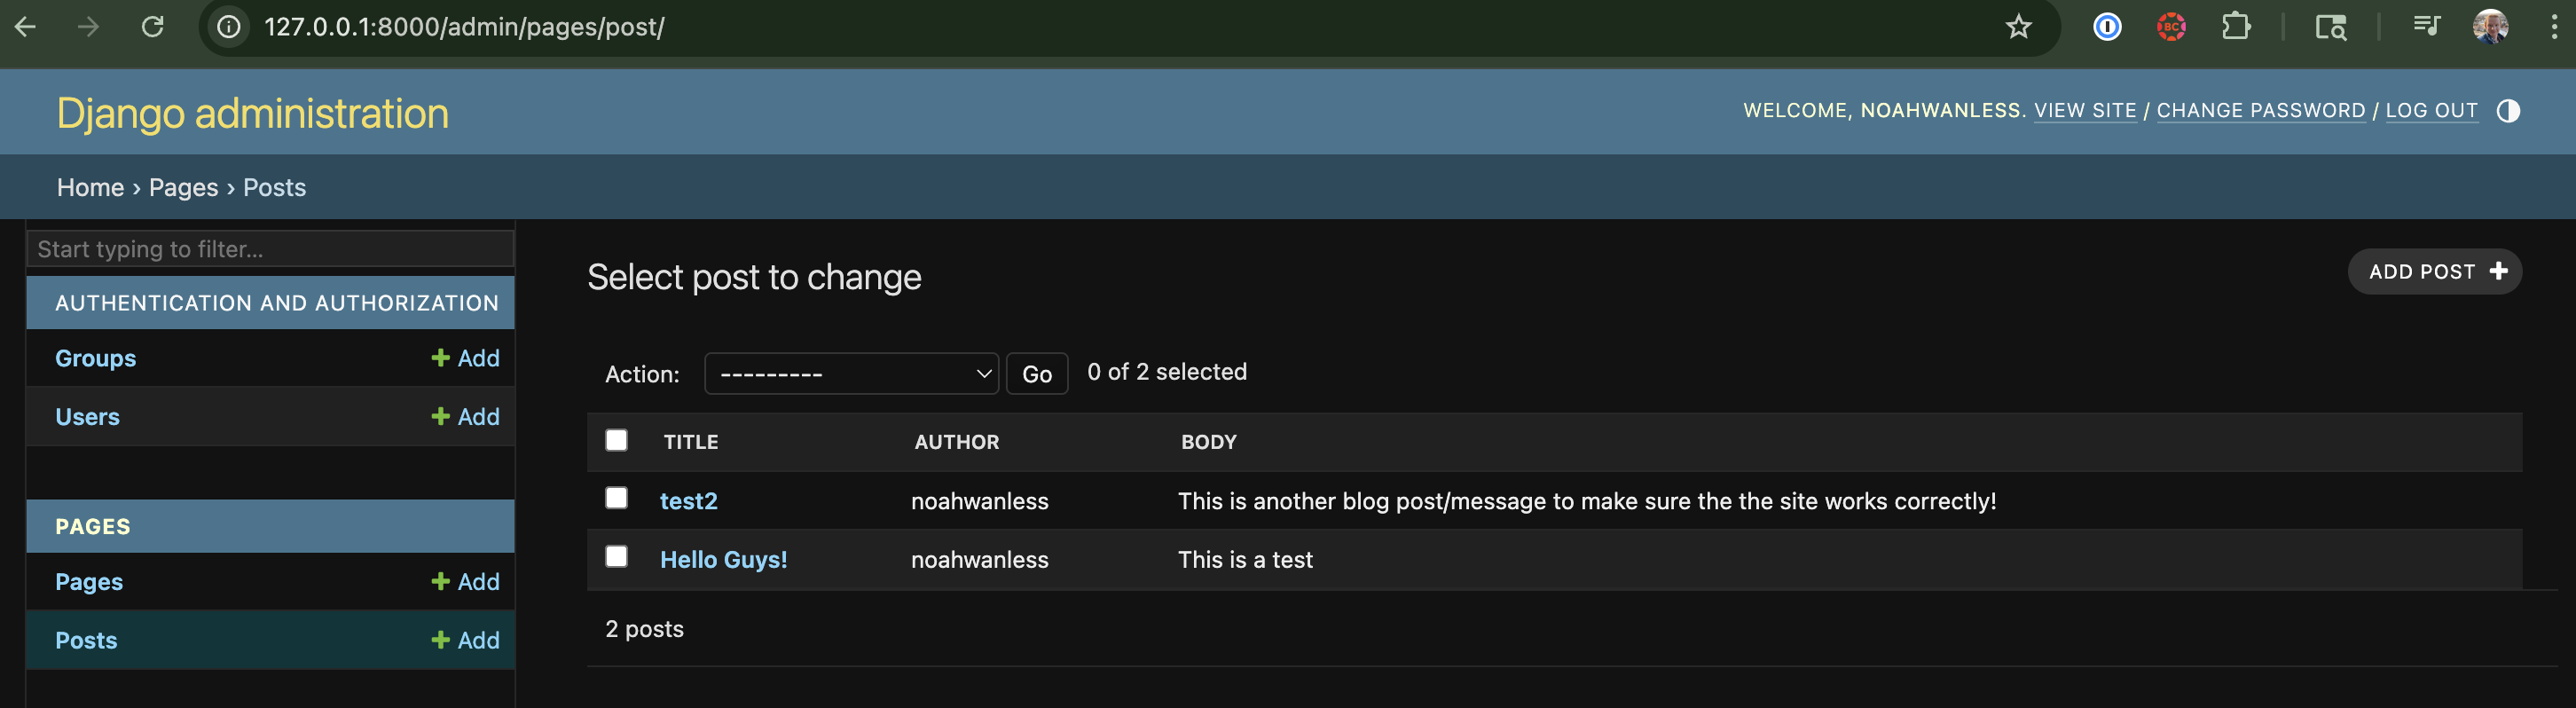 127.0.0.1:8000/admin/pages/post/
BC
Django administration
WELCOME, NOAHWANLESS. VIEW SITE / CHANGE PASSWORD / LOG OUT
Home › Pages › Posts
Start typing to filter...
AUTHENTICATION AND AUTHORIZATION
Groups + Add
Users + Add
PAGES
Pages + Add
Posts + Add
Select post to change
ADD POST +
Action: --------- Go 0 of 2 selected
TITLE AUTHOR BODY
test2 noahwanless This is another blog post/message to make sure the the site works correctly!
Hello Guys! noahwanless This is a test
2 posts